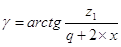 γ = arctg z₁ / (q + 2 × x)